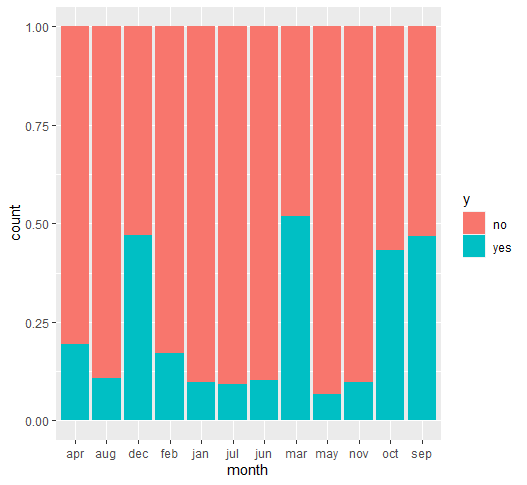 1.00
0.75
0.50
0.25
0.00
count
apr aug dec feb jan jul jun mar may nov oct sep
month
y
no
yes